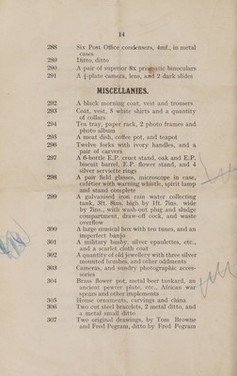 14
288 Six Post Office condensers, 4mf., in metal
cases
289 Ditto, ditto
290 A pair of superior 6x prismatic binoculars
291 A ¼-plate camera, lens, and 2 dark slides
MISCELLANIES.
292 A black morning coat, vest and trousers
293 Coat, vest, 3 white shirts and a quantity
of collars
294 Tea tray, paper rack, 2 photo frames and
photo album
295 A meat dish, coffee pot, and teapot
296 Twelve forks with ivory handles, and a
pair of carvers
297 A 6-bottle E.P. cruet stand, oak and E.P.
biscuit barrel, E.P. flower stand, and 4
silver serviette rings
298 A pair field glasses, microscope in case,
with warning whistle, spirit lamp
and stand complete
299 A galvanised iron rain water collecting
tank, 3ft. 6ins. high by 1ft. 7ins. wide
by 7ins., with wash-out plug and sludge
compartment, draw-off cock, and waste
overflow
300 A large musical box with ten tunes, and an
imperfect banjo
301 A military busby, silver epaulettes, etc.,
and a scarlet cloth coat
302 A quantity of old jewellery with three silver
mounted brushes, and other oddments
303 Cameras, and sundry photographic acces-
sories
304 Brass flower pot, metal beer tankard, an
ancient pewter plate, etc., African war
spears and other implements
305 House ornaments, carvings and china
306 Two cut steel bracelets, 2 metal ditto, and
a metal small ditto
307 Two original drawings, by Tom Browne
and Fred Pegram, ditto by Fred Pegram